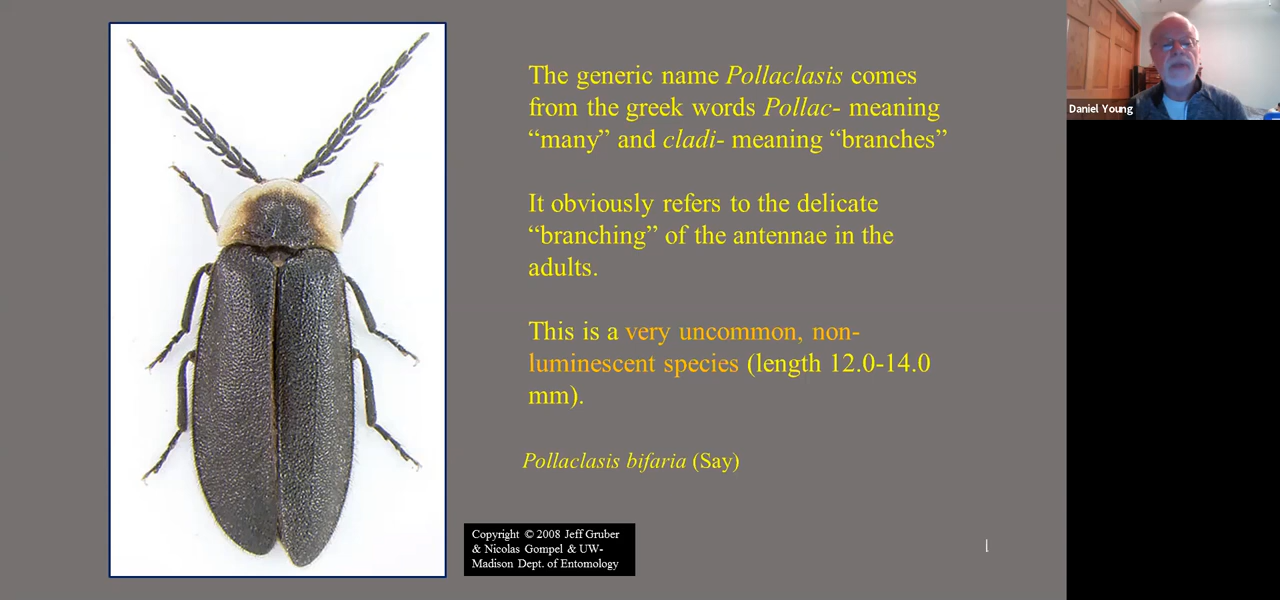 The generic name Pollaclasis comes
from the greek words Pollac- meaning
“many” and cladi- meaning “branches”
It obviously refers to the delicate
“branching” of the antennae in the
adults.
This is a very uncommon, non-
luminescent species (length 12.0-14.0
mm).
Pollaclasis bifaria (Say)
Copyright © 2008 Jeff Gruber
& Nicolas Gompel & UW-
Madison Dept. of Entomology
Daniel Young